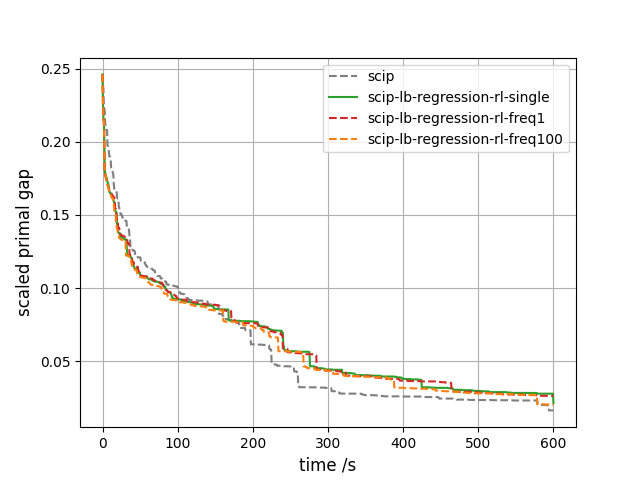 0.25
0.20
0.15
0.10
0.05
scaled primal gap
scip
scip-lb-regression-rl-single
scip-lb-regression-rl-freq1
scip-lb-regression-rl-freq100
0 100 200 300 400 500 600
time /s